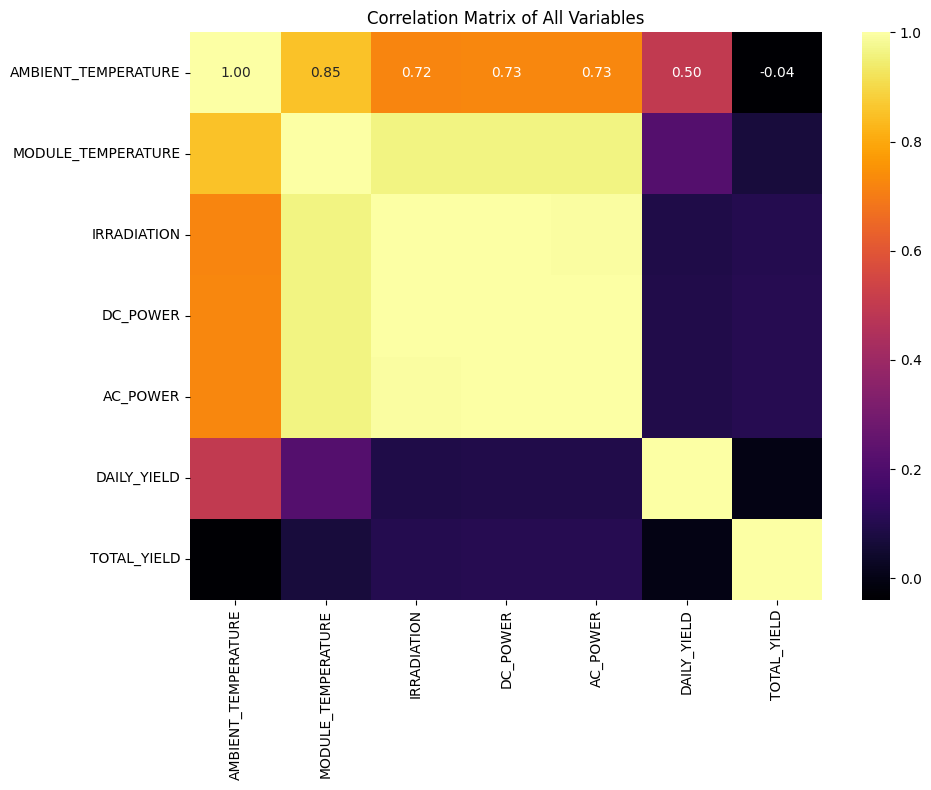 Correlation Matrix of All Variables
AMBIENT_TEMPERATURE 1.00 0.85 0.72 0.73 0.73 0.50 -0.04
MODULE_TEMPERATURE
IRRADIATION
DC_POWER
AC_POWER
DAILY_YIELD
TOTAL_YIELD
AMBIENT_TEMPERATURE
MODULE_TEMPERATURE
IRRADIATION
DC_POWER
AC_POWER
DAILY_YIELD
TOTAL_YIELD
1.0
0.8
0.6
0.4
0.2
0.0